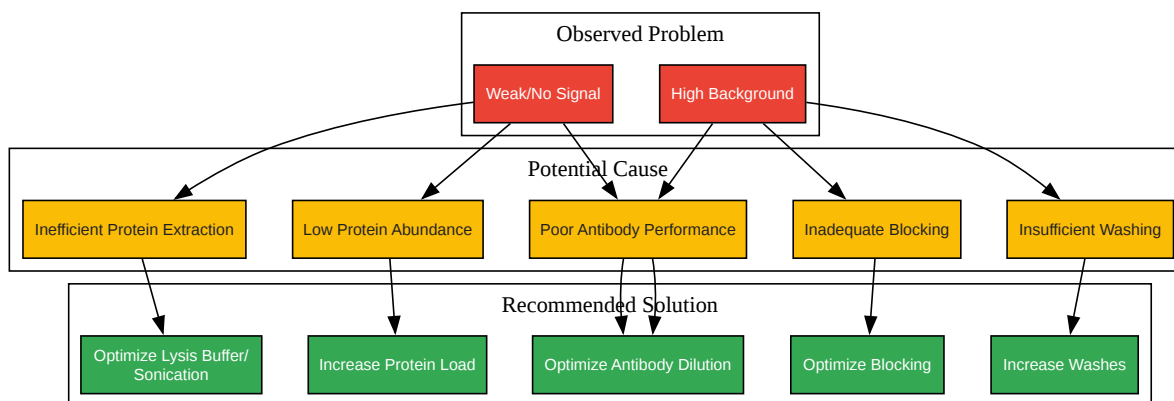 Observed Problem
Weak/No Signal
High Background
Potential Cause
Inefficient Protein Extraction
Low Protein Abundance
Poor Antibody Performance
Inadequate Blocking
Insufficient Washing
Recommended Solution
Optimize Lysis Buffer/
Sonication
Increase Protein Load
Optimize Antibody Dilution
Optimize Blocking
Increase Washes